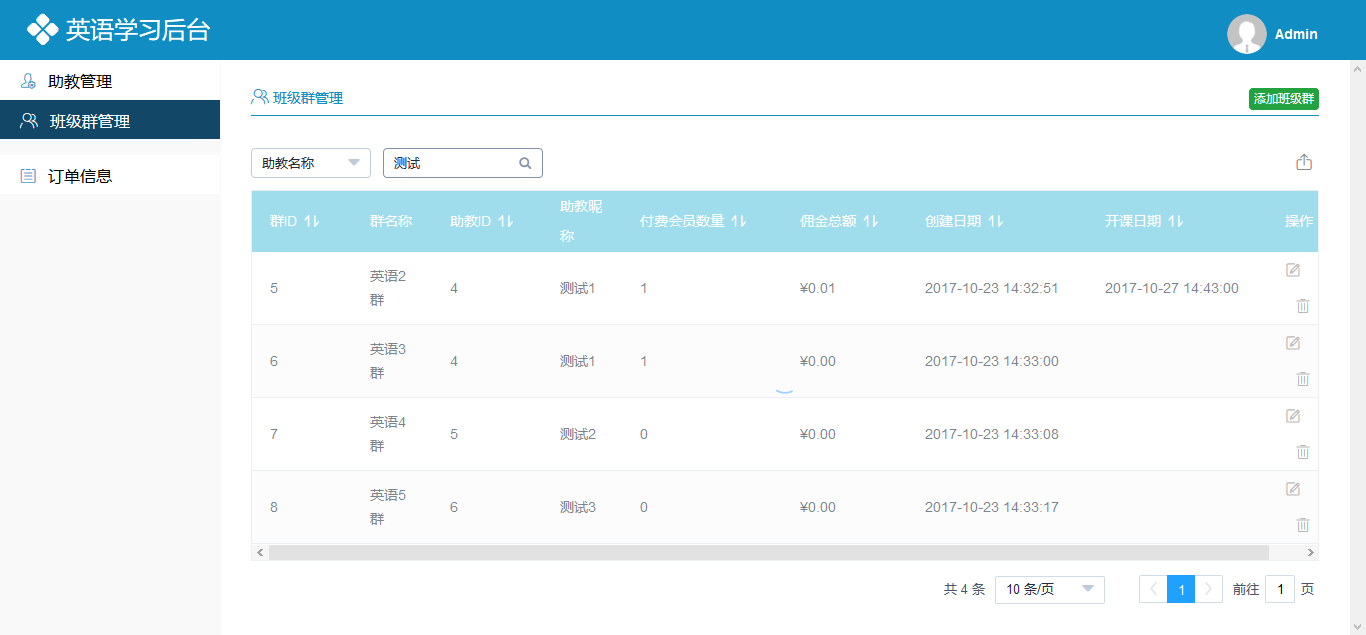 英语学习后台
Admin
助教管理
班级群管理
订单信息
班级群管理
添加班级群
助教名称
测试
群ID 群名称 助教ID 助教昵称 付费会员数量 佣金总额 创建日期 开课日期 操作
5 英语2群 4 测试1 1 ¥0.01 2017-10-23 14:32:51 2017-10-27 14:43:00
6 英语3群 4 测试1 1 ¥0.00 2017-10-23 14:33:00
7 英语4群 5 测试2 0 ¥0.00 2017-10-23 14:33:08
8 英语5群 6 测试3 0 ¥0.00 2017-10-23 14:33:17
共 4 条 10 条/页 1 前往 1 页